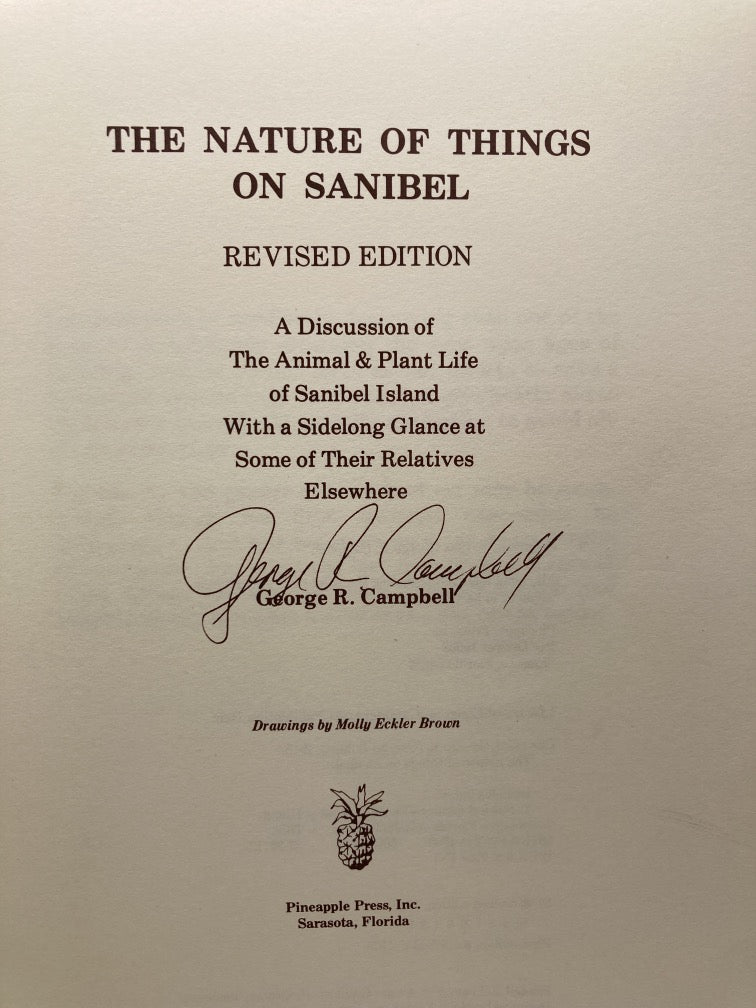 THE NATURE OF THINGS
ON SANIBEL
REVISED EDITION
A Discussion of
The Animal & Plant Life
of Sanibel Island
With a Sidelong Glance at
Some of Their Relatives
Elsewhere
George R. Campbell
George R. Campbell
Drawings by Molly Eckler Brown
Pineapple Press, Inc.
Sarasota, Florida